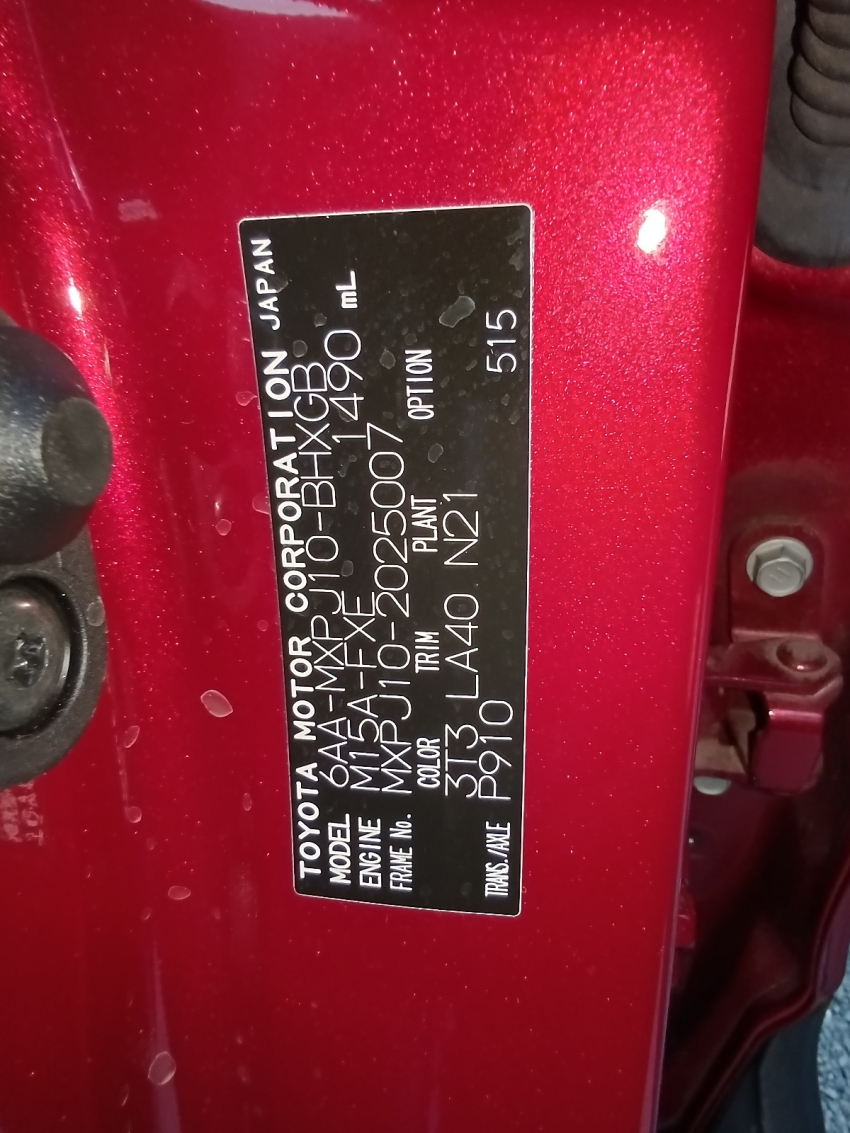 TOYOTA MOTOR CORPORATION JAPAN
MODEL 6AA-MXPJ10-BHXGB
ENGINE M15A-FXE 1490 mL
FRAME No. MXPJ10-2025007
COLOR TRIM PLANT OPTION
3T3 LA40 N21
TRANS./AXLE P910 515